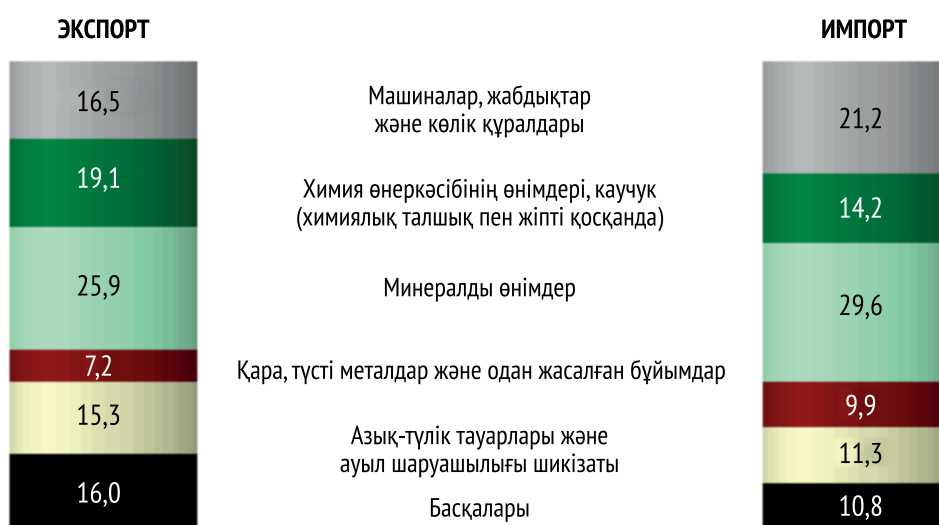 ЭКСПОРТ
ИМПОРТ
16,5
Машиналар, жабдықтар
және көлік құралдары
21,2
19,1
Химия өнеркәсібінің өнімдері, каучук
(химиялық талшық пен жіпті қосқанда)
14,2
25,9
Минералды өнімдер
29,6
7,2
Қара, түсті металдар және одан жасалған бұйымдар
9,9
15,3
Азық-түлік тауарлары және
ауыл шаруашылығы шикізаты
11,3
16,0
Басқалары
10,8